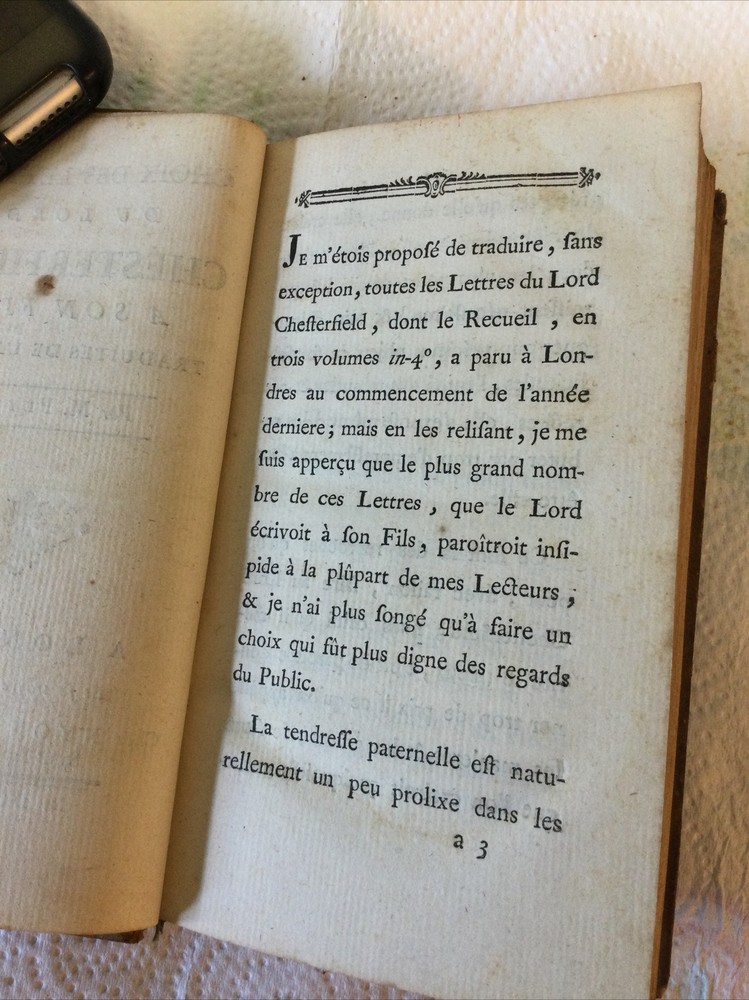 JE m'étois proposé de traduire, sans
exception, toutes les Lettres du Lord
Chesterfield, dont le Recueil, en
trois volumes in-4°, a paru à Lon-
dres au commencement de l'année
derniere; mais en les relisant, je me
suis apperçu que le plus grand nom-
bre de ces Lettres, que le Lord
écrivoit à son Fils, paroîtroit insi-
pide à la plûpart de mes Lecteurs;
& je n'ai plus songé qu'à faire un
choix qui fût plus digne des regards
du Public.
La tendresse paternelle est natu-
rellement un peu prolixe dans les
a 3